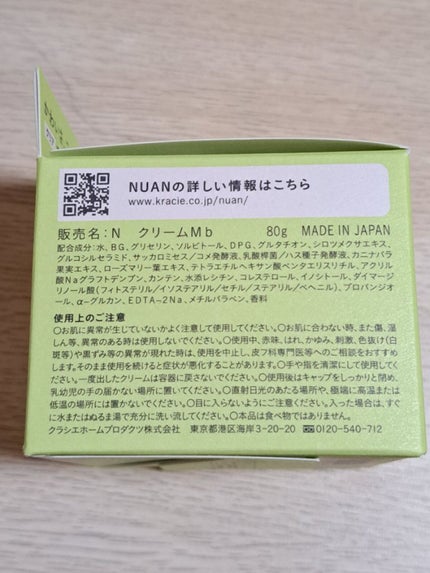 NUANの詳しい情報はこちら
www.kracie.co.jp/nuan/
販売名:N クリームMb 80g MADE IN JAPAN
配合成分:水、BG、グリセリン、ソルビトール、DPG、グルタチオン、シロツメクサエキス、
グルコシルセラミド、サッカロミセス/コメ発酵液、乳酸桿菌/ハス種子発酵液、カニナバラ
果実エキス、ローズマリー葉エキス、テトラエチルヘキサン酸ペンタエリスリチル、アクリル
酸Naグラフトデンプン、カンテン、水添レシチン、コレステロール、イノシトール、ダイマージ
リノール酸(フィトステリル/イソステアリル/セチル/ステアリル/ベヘニル)、プロパンジオ
ール、α-グルカン、EDTA-2Na、メチルパラベン、香料
使用上のご注意
○お肌に異常が生じていないかよく注意して使用してください。○お肌に合わない時、また傷、湿
しん等、異常のある時は使用しないでください。○使用中、赤味、はれ、かゆみ、刺激、色抜け(白
斑等)や黒ずみ等の異常が現れた時は、使用を中止し、皮フ科専門医等へのご相談をおすすめ
します。そのまま使用を続けると症状が悪化することがあります。○手や指を清潔にして使用してく
ださい。一度出したクリームは容器に戻さないでください。○使用後はキャップをしっかりと閉め、
乳幼児の手の届かない場所に置いてください。○直射日光のあたる場所や、極端に高温または
低温の場所には置かないでください。○目に入らないようにご注意ください。入った場合は、すぐ
に水またはぬるま湯で充分に洗い流してください。○本品は食べ物ではありません。
クラシエホームプロダクツ株式会社 東京都港区海岸3-20-20 0120-540-712